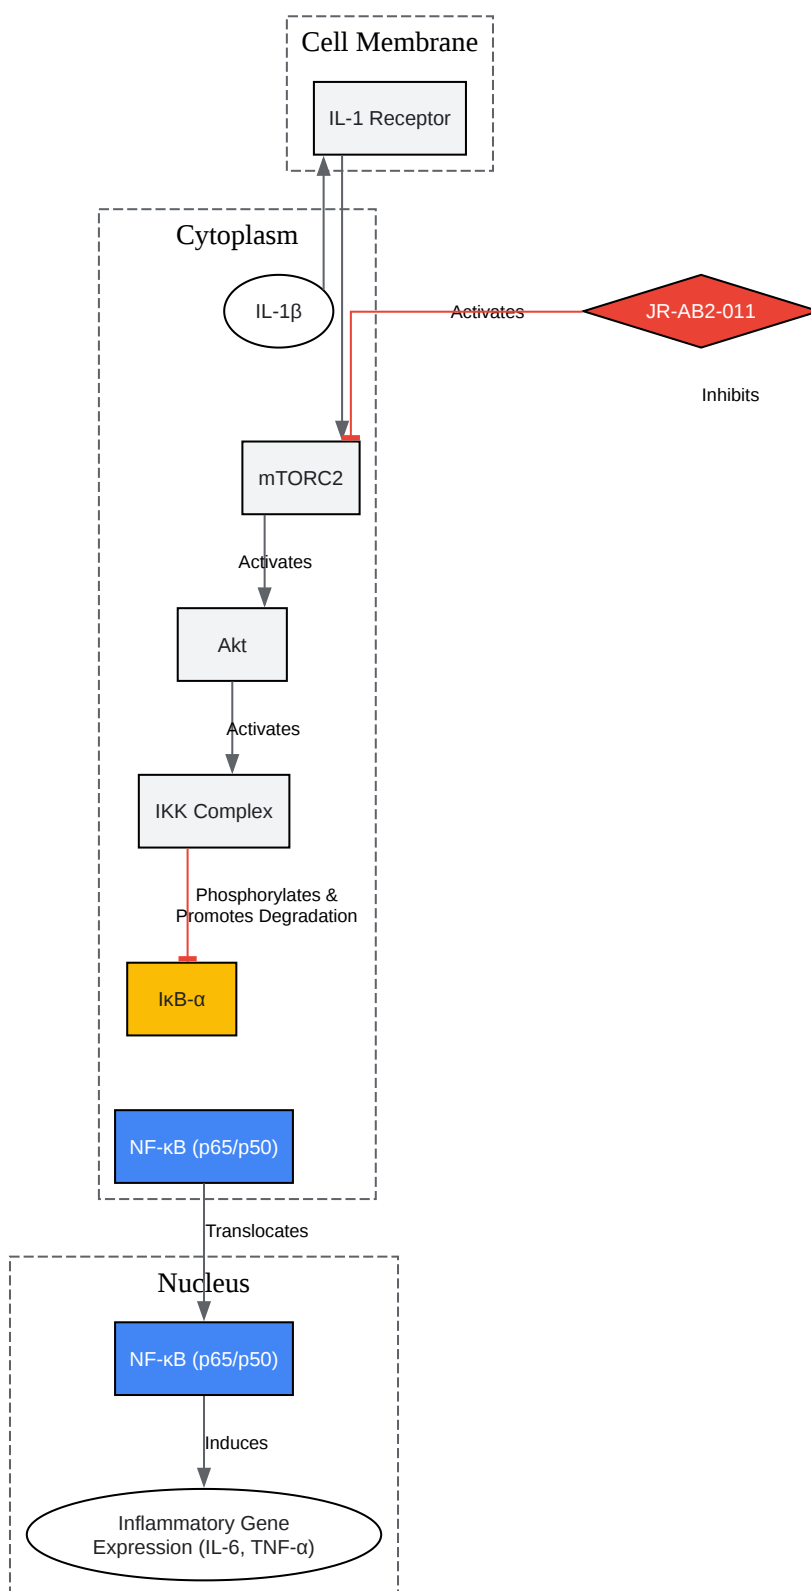 Cell Membrane
IL-1 Receptor
Cytoplasm
IL-1β
Activates
JR-AB2-011
Inhibits
mTORC2
Activates
Akt
Activates
IKK Complex
Phosphorylates &
Promotes Degradation
IκB-α
NF-κB (p65/p50)
Translocates
Nucleus
NF-κB (p65/p50)
Induces
Inflammatory Gene
Expression (IL-6, TNF-α)